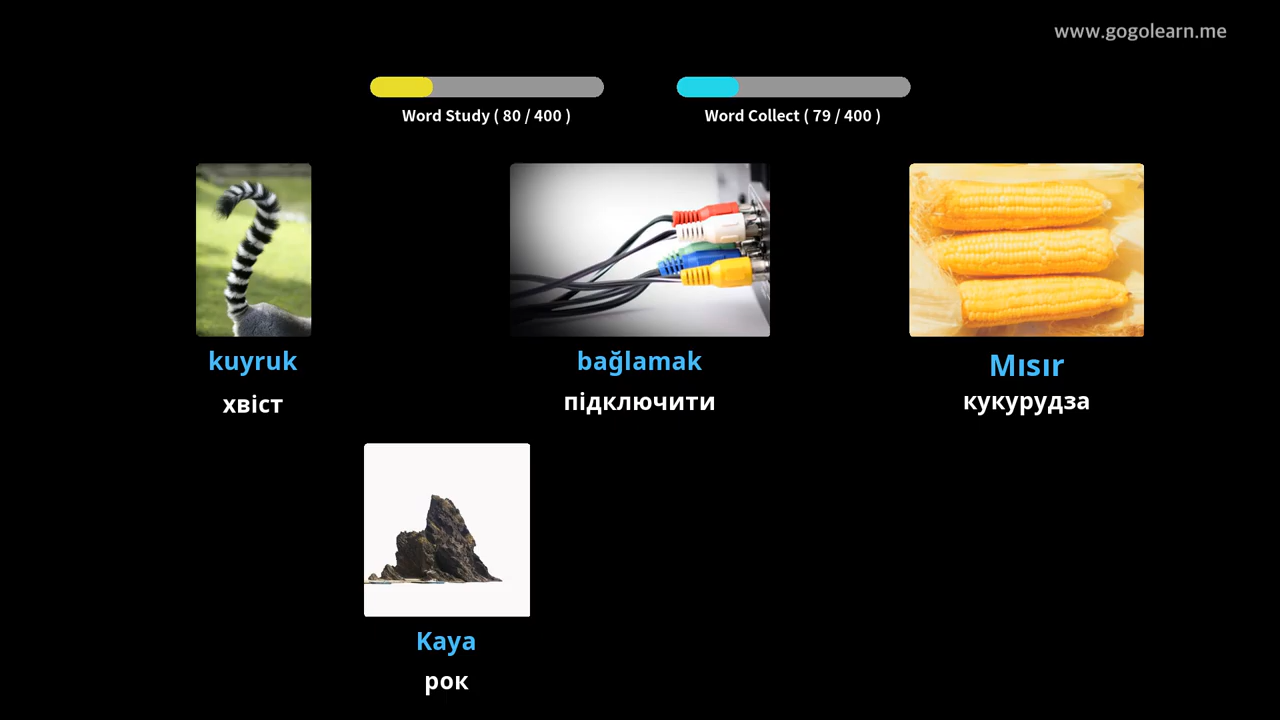 www.gogolearn.me
Word Study ( 80 / 400 )
Word Collect ( 79 / 400 )
kuyruk
bağlamak
Mısır
хвіст
підключити
кукурудза
Kaya
рок